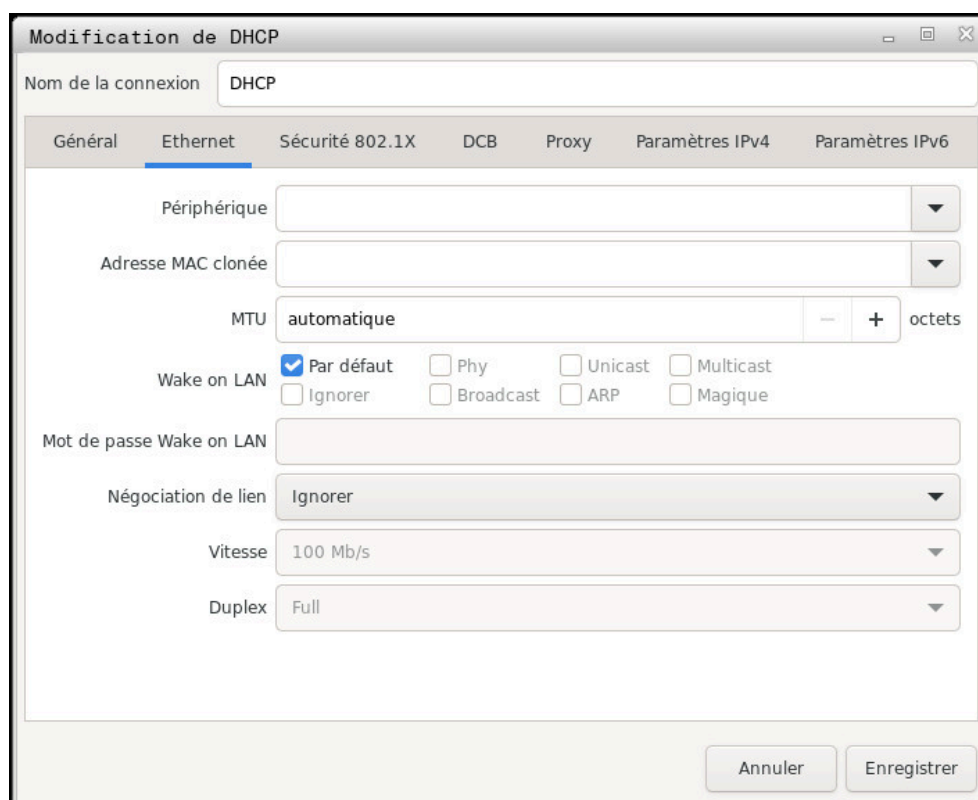 Modification de DHCP
Nom de la connexion DHCP
Général Ethernet Sécurité 802.1X DCB Proxy Paramètres IPv4 Paramètres IPv6
Périphérique
Adresse MAC clonée
MTU automatique octets
Par défaut Phy Unicast Multicast
Wake on LAN
Ignorer Broadcast ARP Magique
Mot de passe Wake on LAN
Négociation de lien Ignorer
Vitesse 100 Mb/s
Duplex Full
Annuler Enregistrer